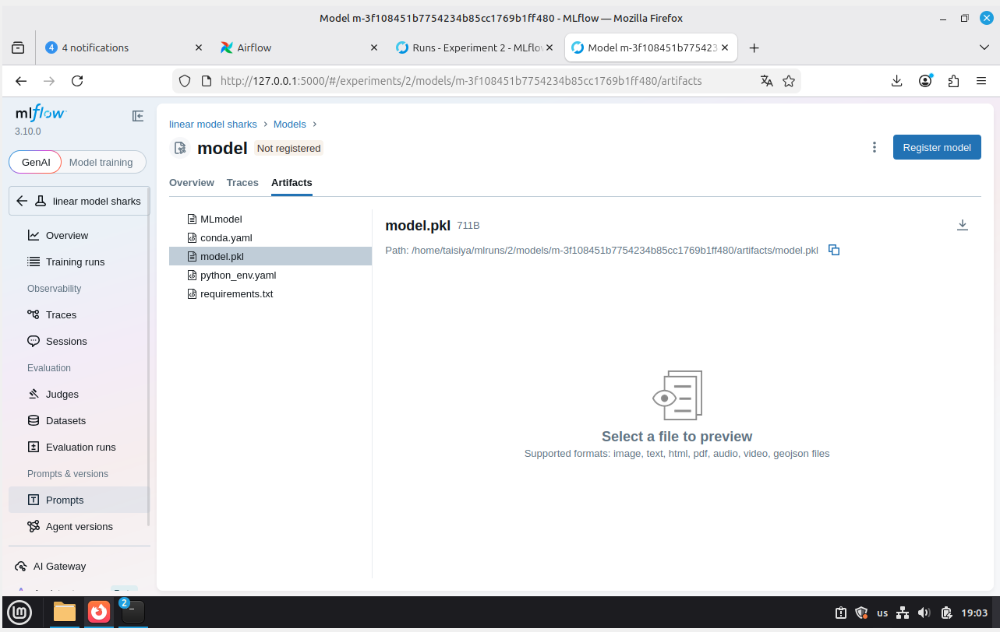 Model m-3f108451b7754234b85cc1769b1ff480 - MLflow — Mozilla Firefox
4 4 notifications
Airflow
Runs - Experiment 2 - MLflow
Model m-3f108451b775423
http://127.0.0.1:5000/#/experiments/2/models/m-3f108451b7754234b85cc1769b1ff480/artifacts
mlflow
3.10.0
GenAI
Model training
linear model sharks
Overview
Training runs
Observability
Traces
Sessions
Evaluation
Judges
Datasets
Evaluation runs
Prompts & versions
Prompts
Agent versions
AI Gateway
linear model sharks › Models ›
model Not registered
Register model
Overview Traces Artifacts
MLmodel
conda.yaml
model.pkl
python_env.yaml
requirements.txt
model.pkl 711B
Path: /home/taisiya/mlruns/2/models/m-3f108451b7754234b85cc1769b1ff480/artifacts/model.pkl
Select a file to preview
Supported formats: image, text, html, pdf, audio, video, geojson files
2
us
19:03